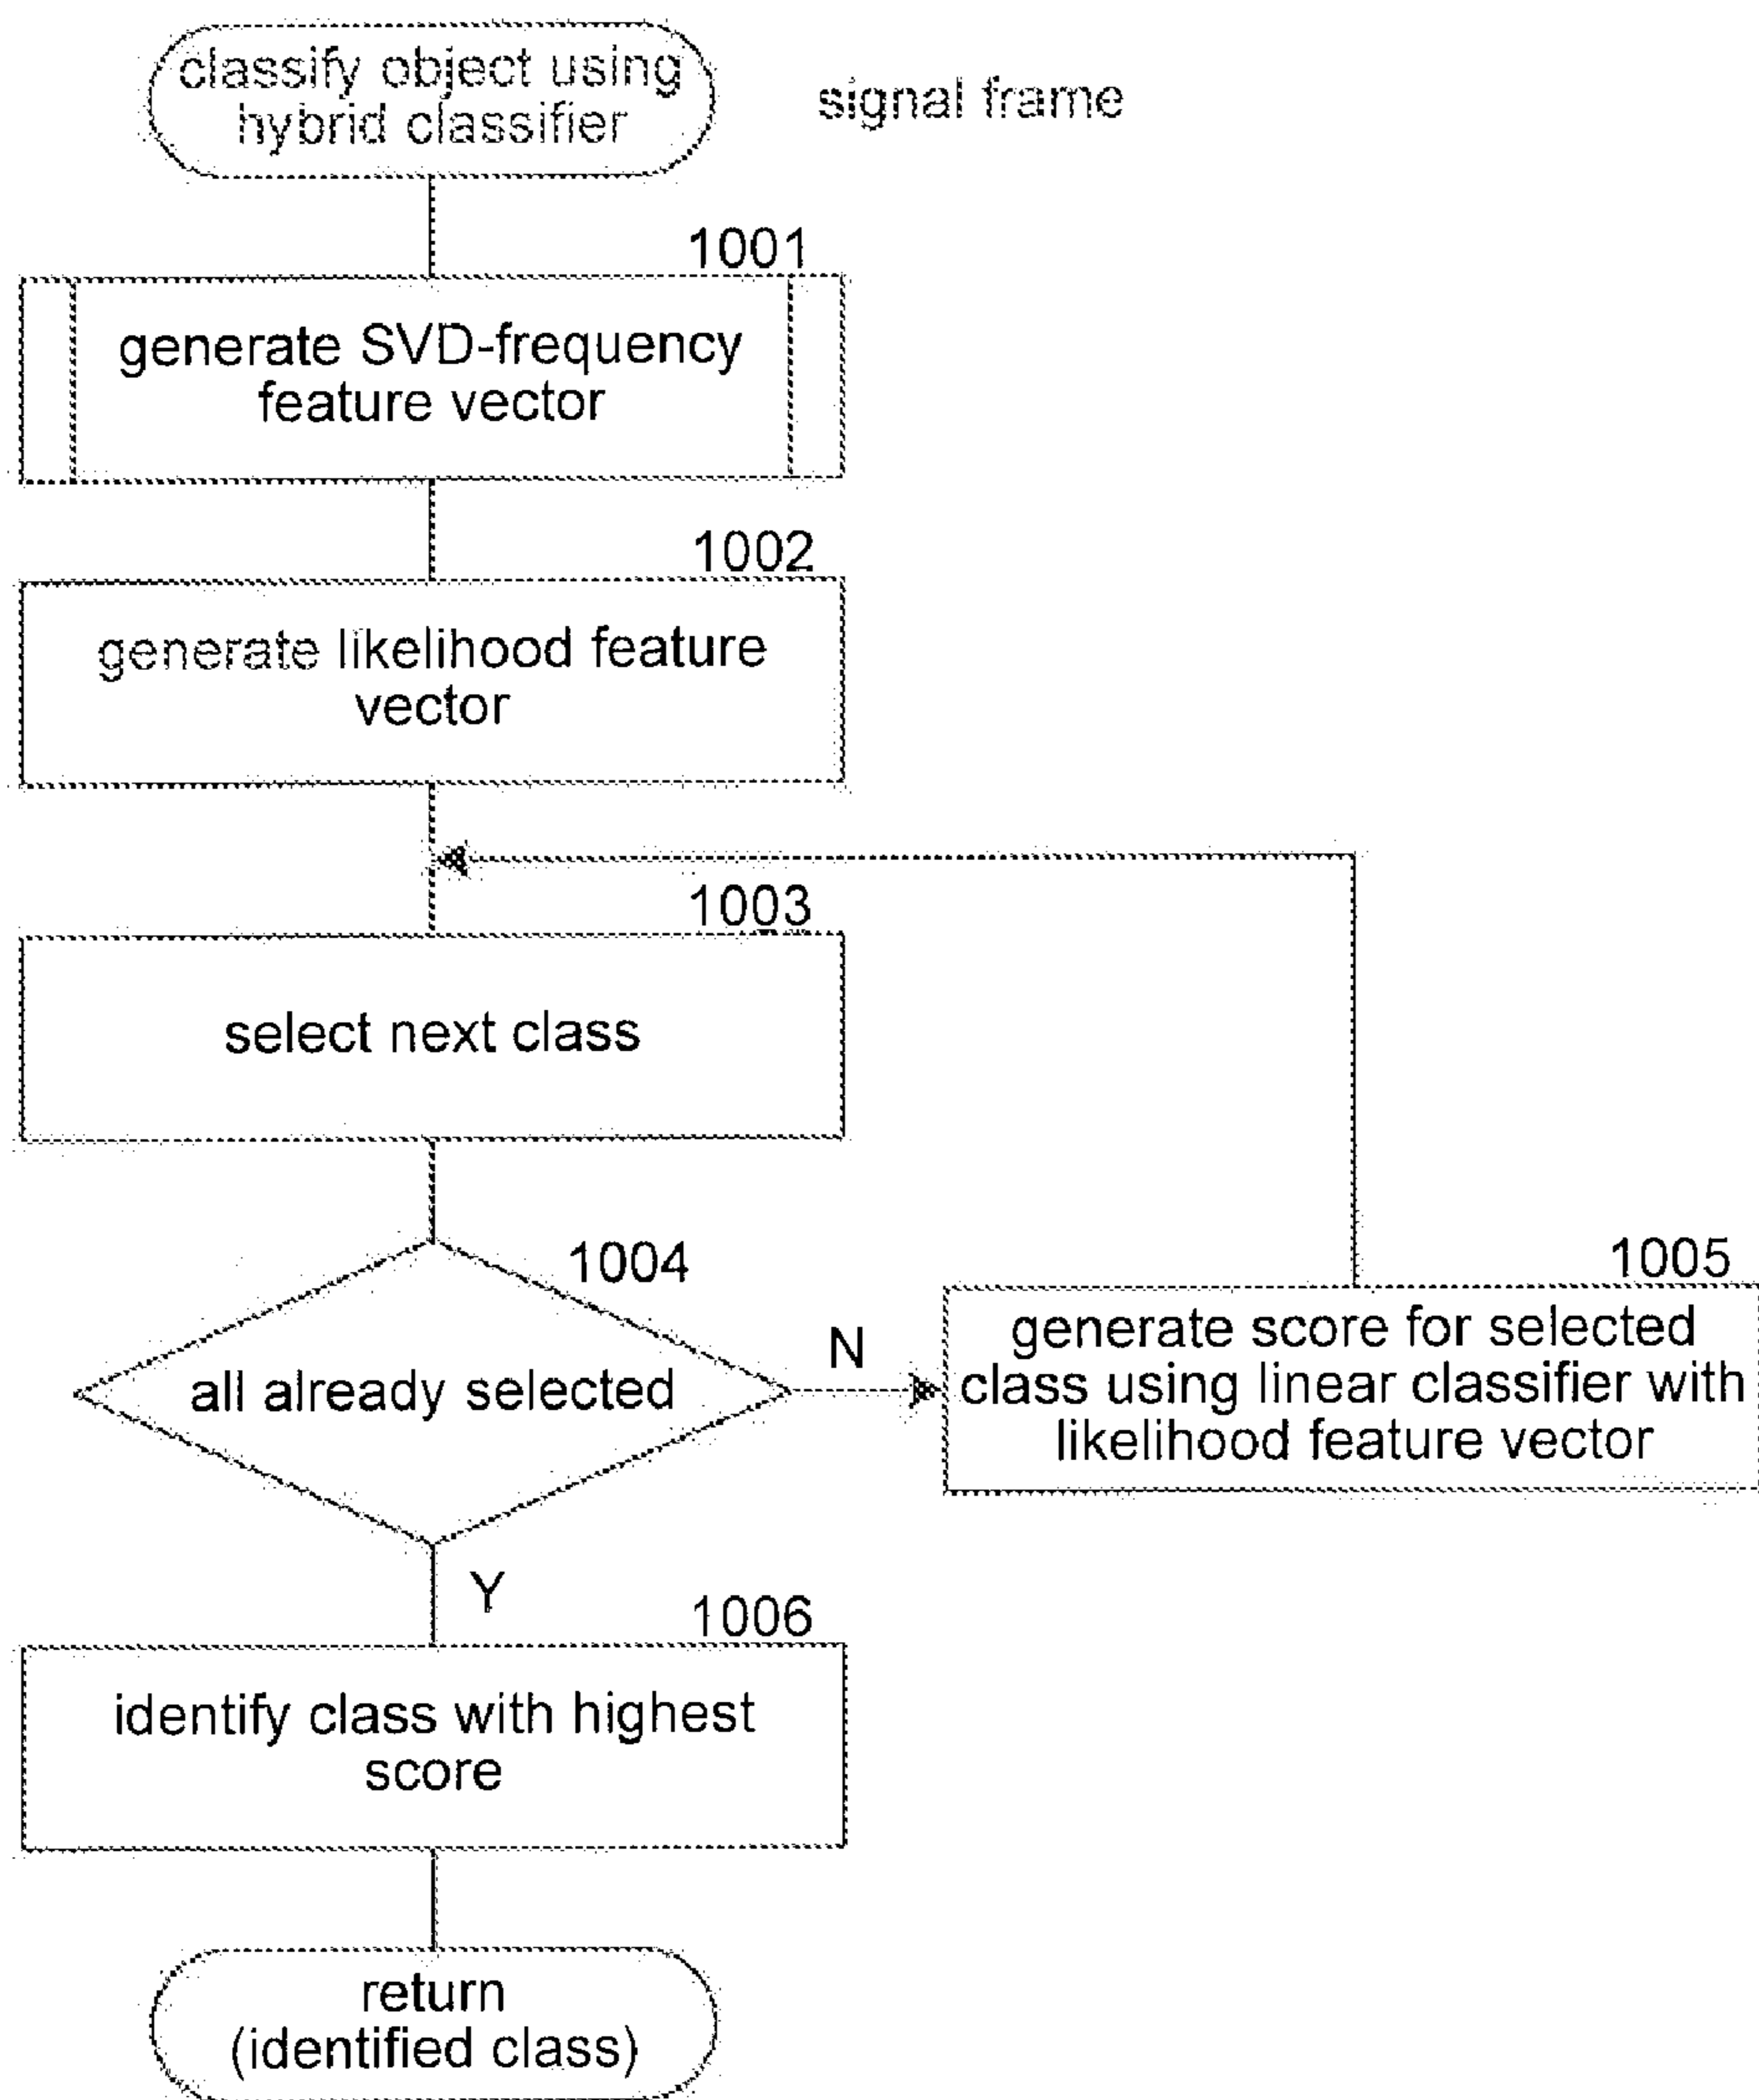 classify object using
hybrid classifier
signal frame
1001
generate SVD-frequency
feature vector
1002
generate likelihood feature
vector
1003
select next class
1004
all already selected
N
1005
generate score for selected
class using linear classifier with
likelihood feature vector
Y
1006
identify class with highest
score
return
(identified class)